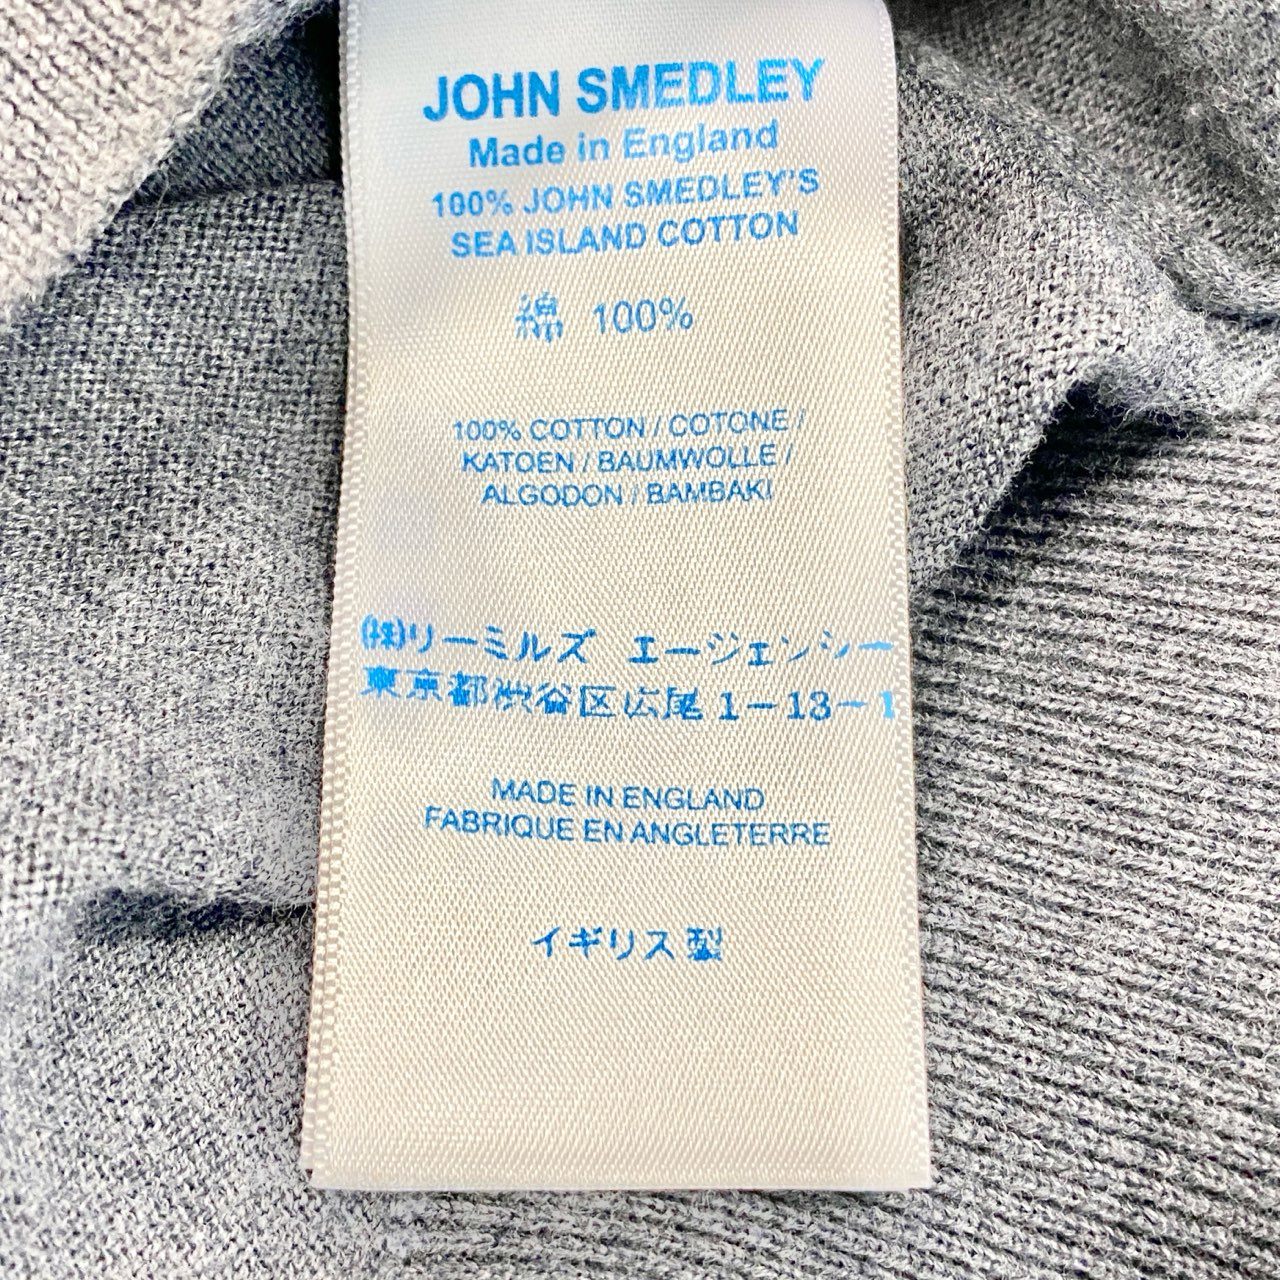 JOHN SMEDLEY
Made in England
100% JOHN SMEDLEY'S
SEA ISLAND COTTON
綿 100%
100% COTTON / COTONE /
KATOEN / BAUMWOLLE /
ALGODON / BAMBAKI
(株)リーミルズ エージェンシー
東京都渋谷区広尾1-13-1
MADE IN ENGLAND
FABRIQUE EN ANGLETERRE
イギリス製